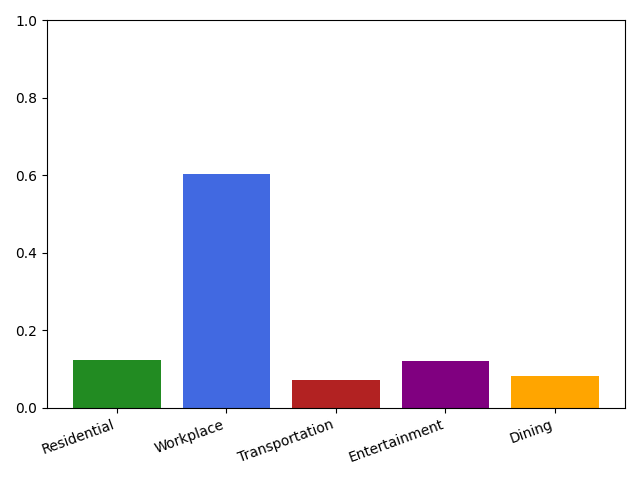 1.0
0.8
0.6
0.4
0.2
0.0
Residential
Workplace
Transportation
Entertainment
Dining